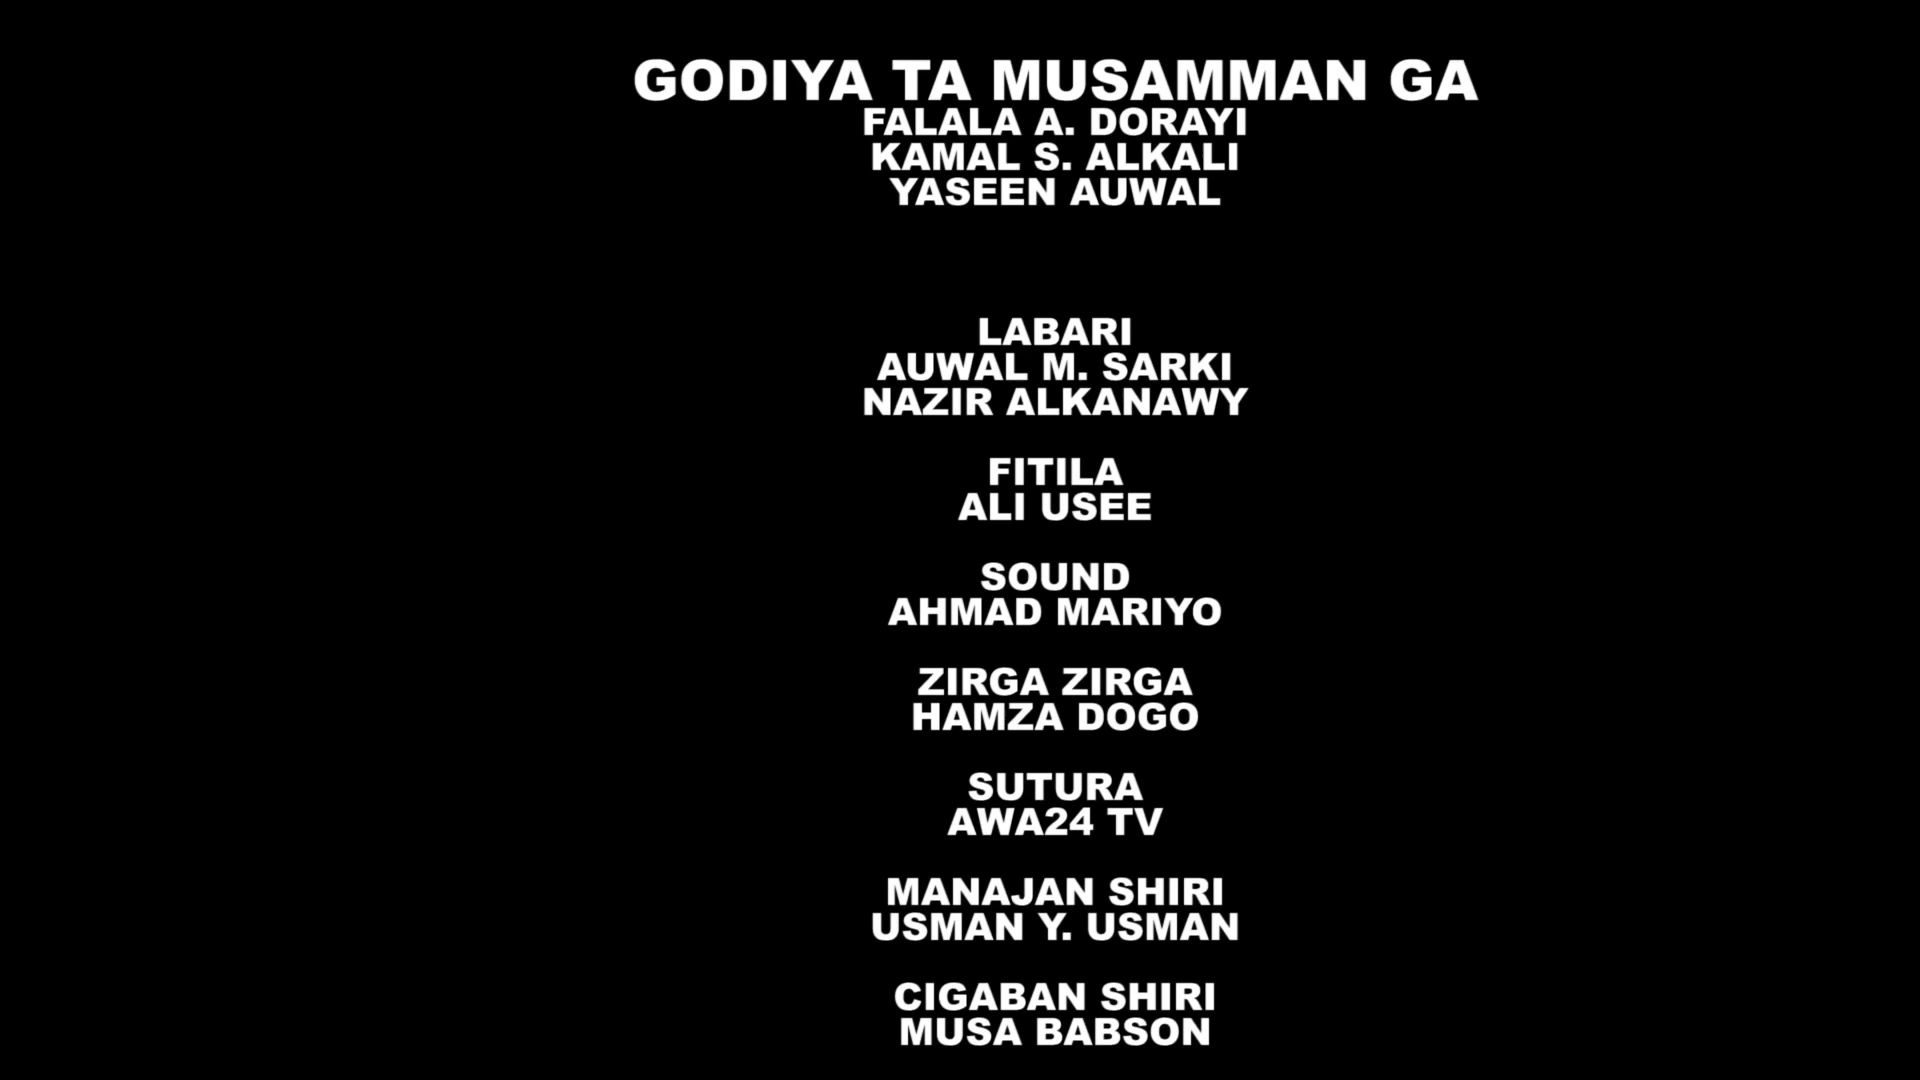 GODIYA TA MUSAMMAN GA
FALALA A. DORAYI
KAMAL S. ALKALI
YASEEN AUWAL
LABARI
AUWAL M. SARKI
NAZIR ALKANAWY
FITILA
ALI USEE
SOUND
AHMAD MARIYO
ZIRGA ZIRGA
HAMZA DOGO
SUTURA
AWA24 TV
MANAJAN SHIRI
USMAN Y. USMAN
CIGABAN SHIRI
MUSA BABSON